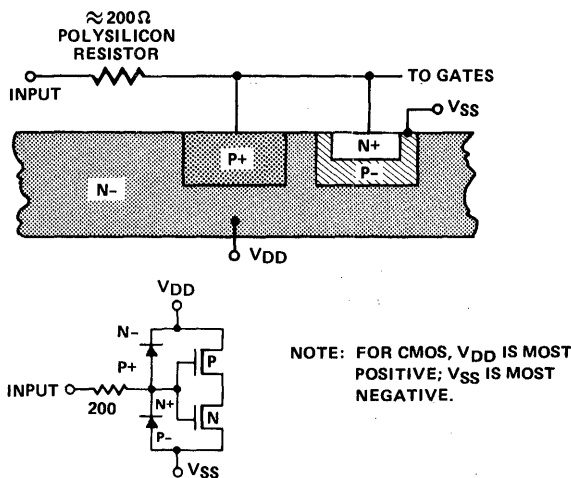 ≈200Ω
POLYSILICON
RESISTOR
INPUT
TO GATES
VSS
P+
N+
P-
N-
VDD
VDD
N-
P+
P
INPUT
200
N+
N
P-
VSS
NOTE: FOR CMOS, VDD IS MOST
POSITIVE; VSS IS MOST
NEGATIVE.